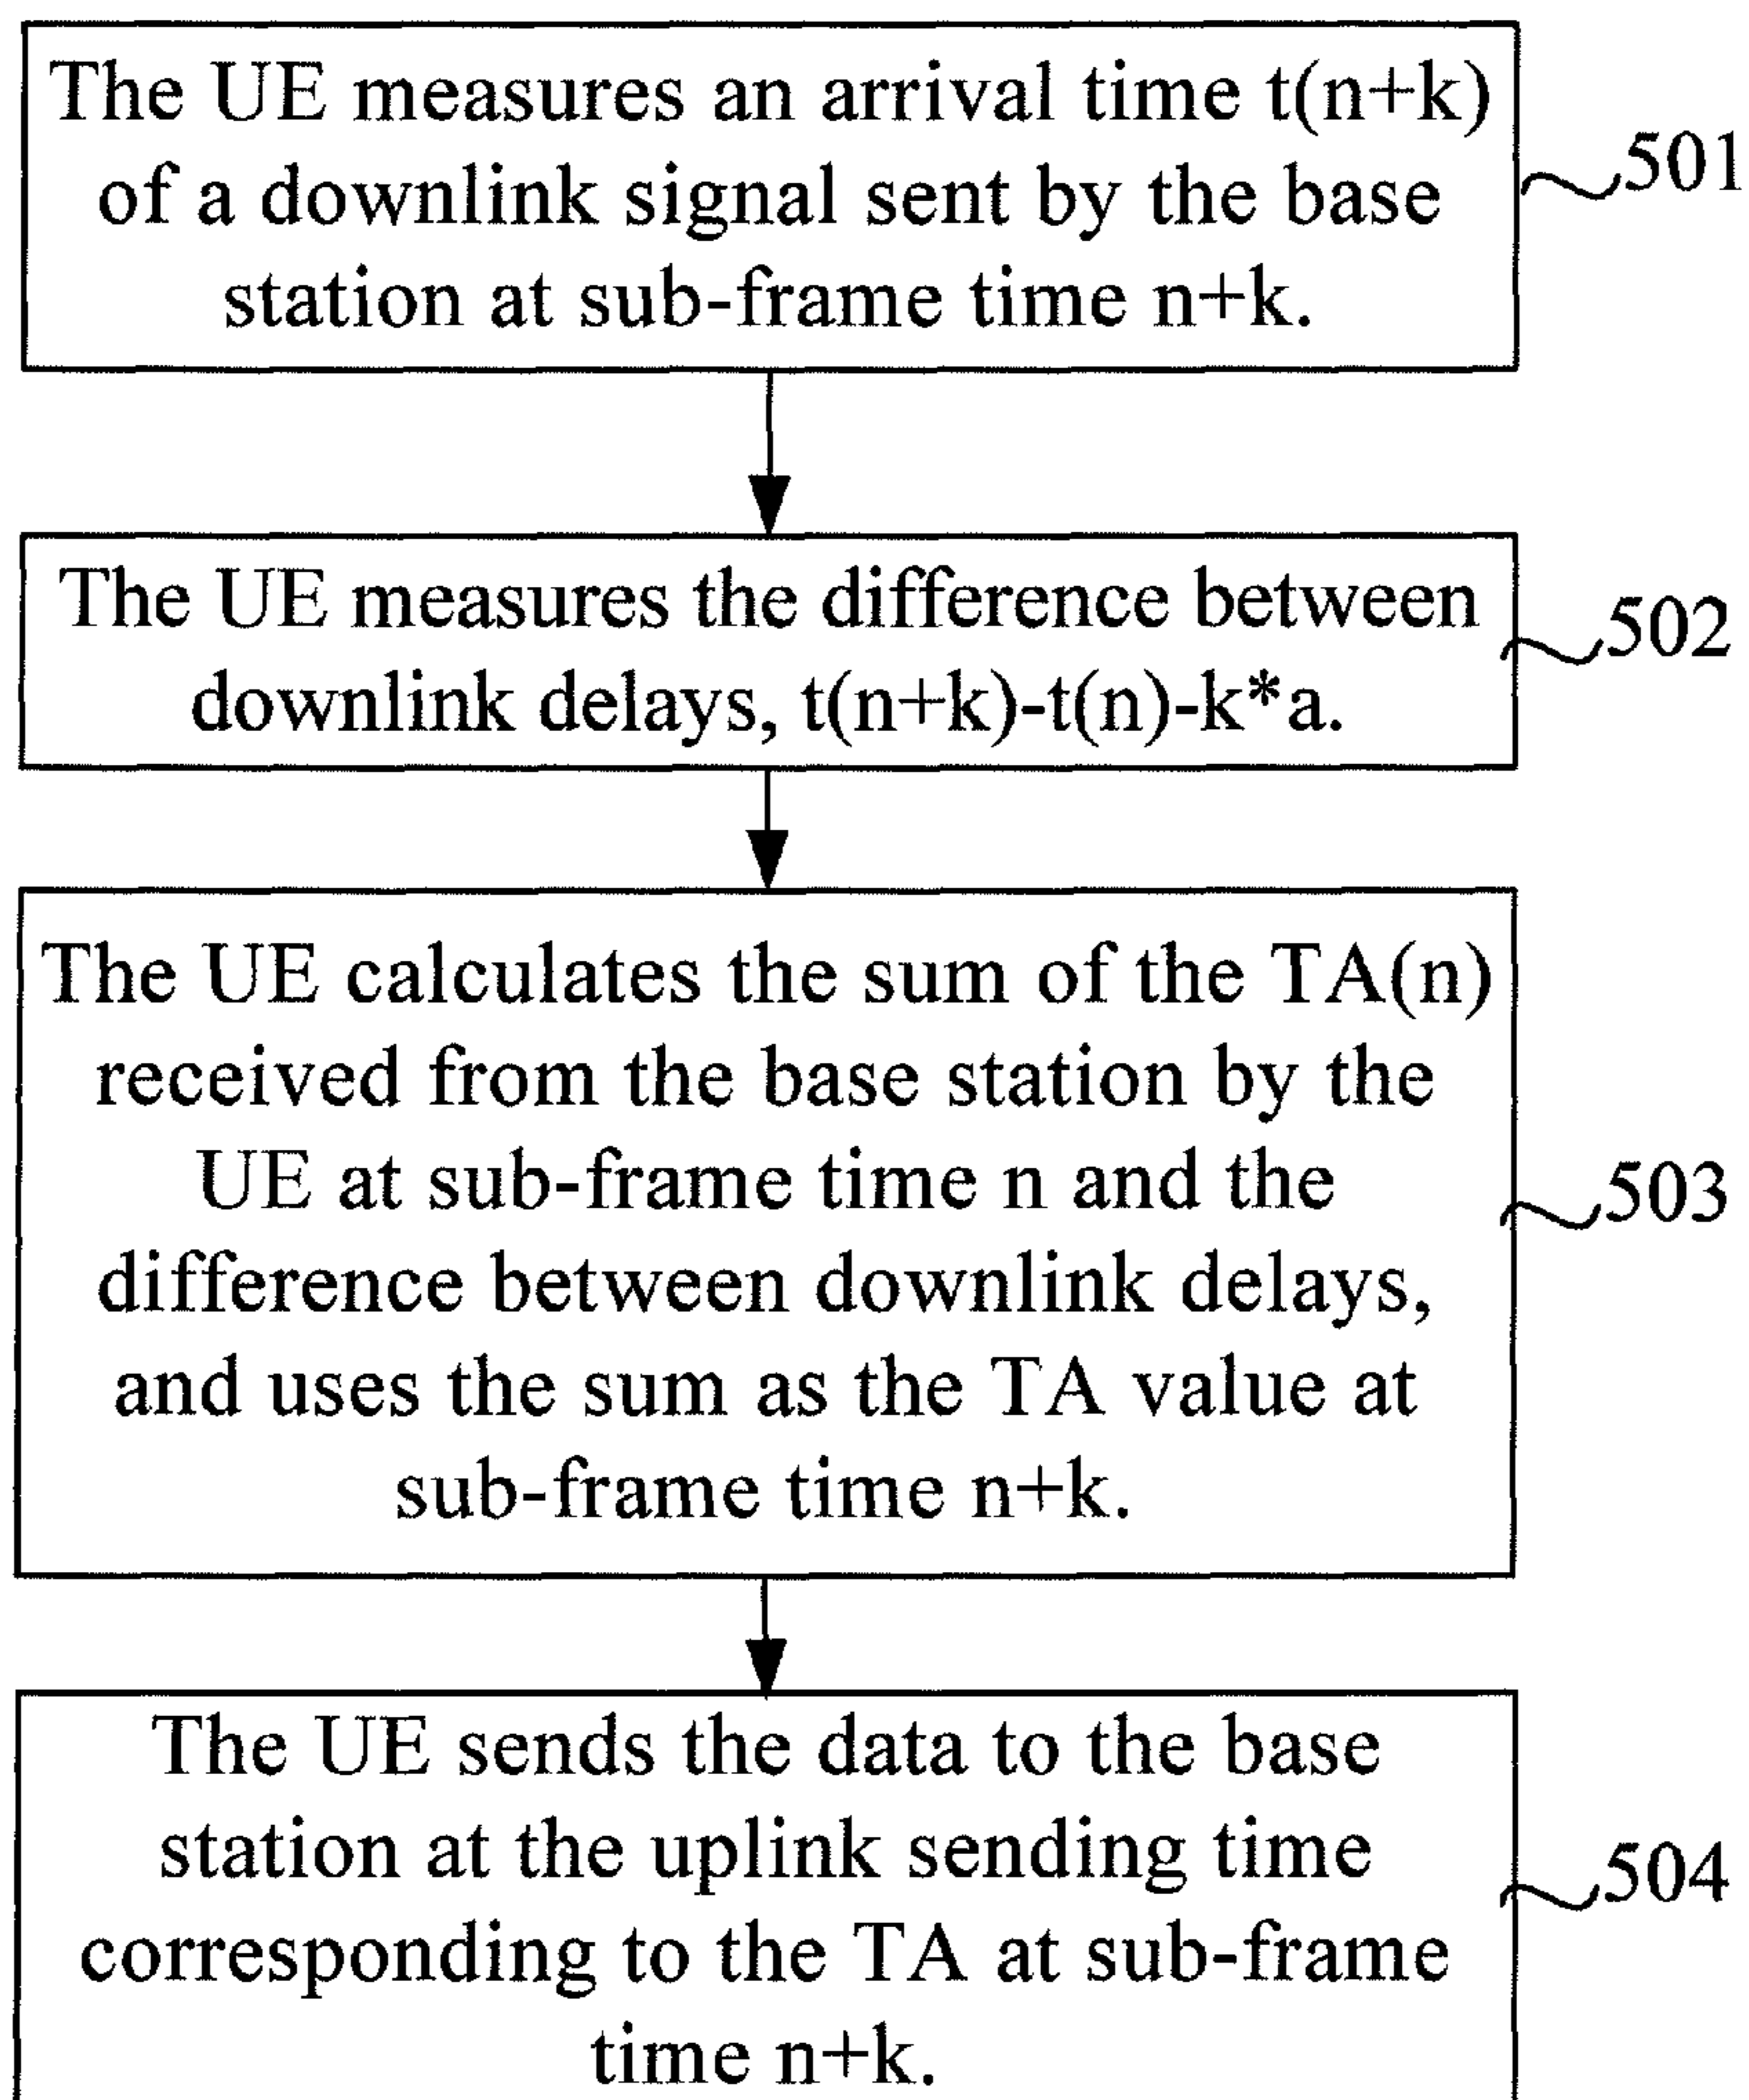 The UE measures an arrival time t(n+k)
of a downlink signal sent by the base
station at sub-frame time n+k.
501
The UE measures the difference between
downlink delays, t(n+k)-t(n)-k*a.
502
The UE calculates the sum of the TA(n)
received from the base station by the
UE at sub-frame time n and the
difference between downlink delays,
and uses the sum as the TA value at
sub-frame time n+k.
503
The UE sends the data to the base
station at the uplink sending time
corresponding to the TA at sub-frame
time n+k.
504